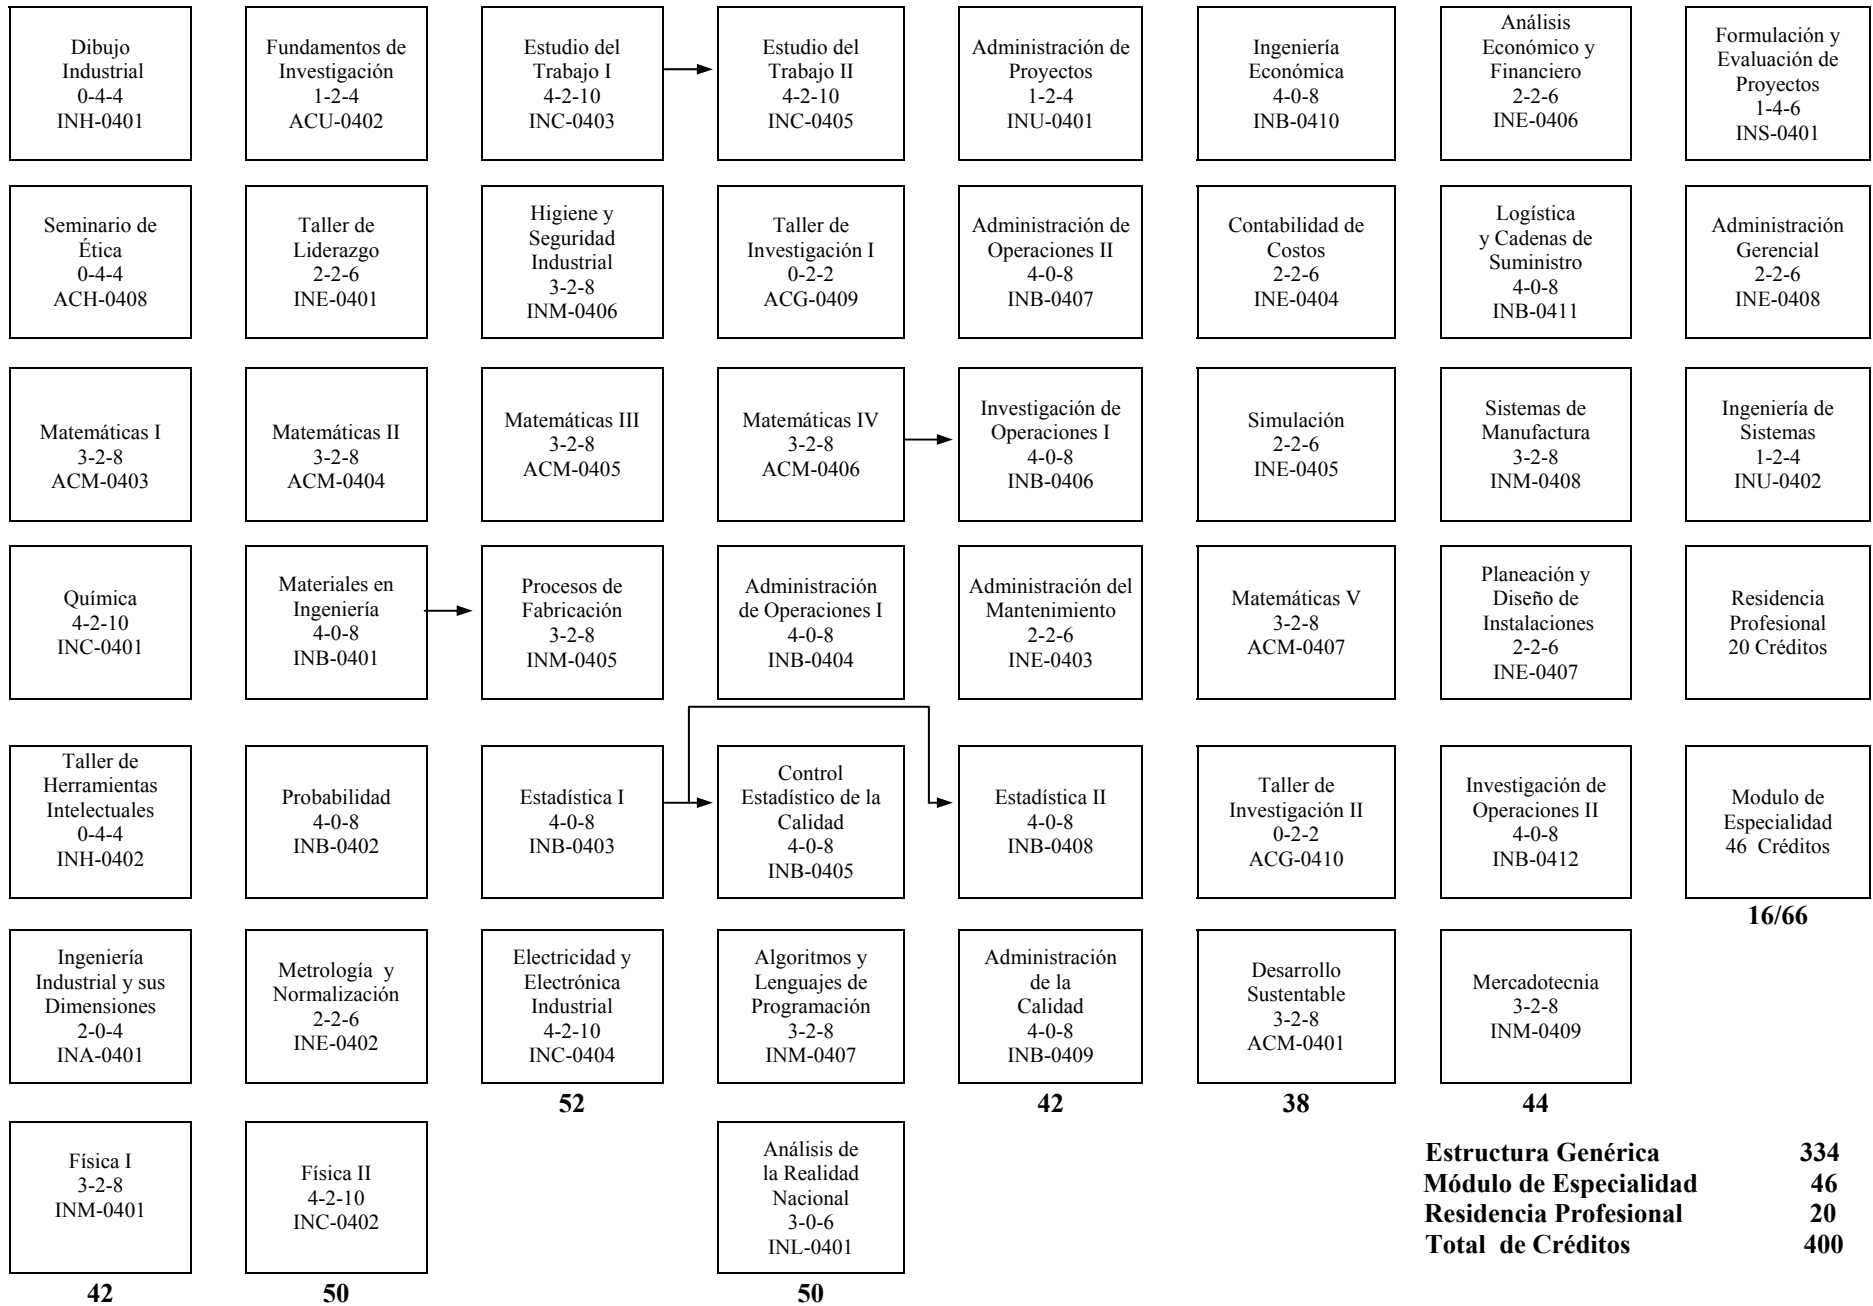 Dibujo
Industrial
0-4-4
INH-0401
Fundamentos de
Investigación
1-2-4
ACU-0402
Estudio del
Trabajo I
4-2-10
INC-0403
Estudio del
Trabajo II
4-2-10
INC-0405
Administración de
Proyectos
1-2-4
INU-0401
Ingeniería
Económica
4-0-8
INB-0410
Análisis
Económico y
Financiero
2-2-6
INE-0406
Formulación y
Evaluación de
Proyectos
1-4-6
INS-0401
Seminario de
Ética
0-4-4
ACH-0408
Taller de
Liderazgo
2-2-6
INE-0401
Higiene y
Seguridad
Industrial
3-2-8
INM-0406
Taller de
Investigación I
0-2-2
ACG-0409
Administración de
Operaciones II
4-0-8
INB-0407
Contabilidad de
Costos
2-2-6
INE-0404
Logística
y Cadenas de
Suministro
4-0-8
INB-0411
Administración
Gerencial
2-2-6
INE-0408
Matemáticas I
3-2-8
ACM-0403
Matemáticas II
3-2-8
ACM-0404
Matemáticas III
3-2-8
ACM-0405
Matemáticas IV
3-2-8
ACM-0406
Investigación de
Operaciones I
4-0-8
INB-0406
Simulación
2-2-6
INE-0405
Sistemas de
Manufactura
3-2-8
INM-0408
Ingeniería de
Sistemas
1-2-4
INU-0402
Química
4-2-10
INC-0401
Materiales en
Ingeniería
4-0-8
INB-0401
Procesos de
Fabricación
3-2-8
INM-0405
Administración
de Operaciones I
4-0-8
INB-0404
Administración del
Mantenimiento
2-2-6
INE-0403
Matemáticas V
3-2-8
ACM-0407
Planeación y
Diseño de
Instalaciones
2-2-6
INE-0407
Residencia
Profesional
20 Créditos
Taller de
Herramientas
Intelectuales
0-4-4
INH-0402
Probabilidad
4-0-8
INB-0402
Estadística I
4-0-8
INB-0403
Control
Estadístico de la
Calidad
4-0-8
INB-0405
Estadística II
4-0-8
INB-0408
Taller de
Investigación II
0-2-2
ACG-0410
Investigación de
Operaciones II
4-0-8
INB-0412
Modulo de
Especialidad
46 Créditos
16/66
Ingeniería
Industrial y sus
Dimensiones
2-0-4
INA-0401
Metrología y
Normalización
2-2-6
INE-0402
Electricidad y
Electrónica
Industrial
4-2-10
INC-0404
Algoritmos y
Lenguajes de
Programación
3-2-8
INM-0407
Administración
de la
Calidad
4-0-8
INB-0409
Desarrollo
Sustentable
3-2-8
ACM-0401
Mercadotecnia
3-2-8
INM-0409
52
42
38
44
Física I
3-2-8
INM-0401
Física II
4-2-10
INC-0402
Análisis de
la Realidad
Nacional
3-0-6
INL-0401
42
50
50
Estructura Genérica 334
Módulo de Especialidad 46
Residencia Profesional 20
Total de Créditos 400